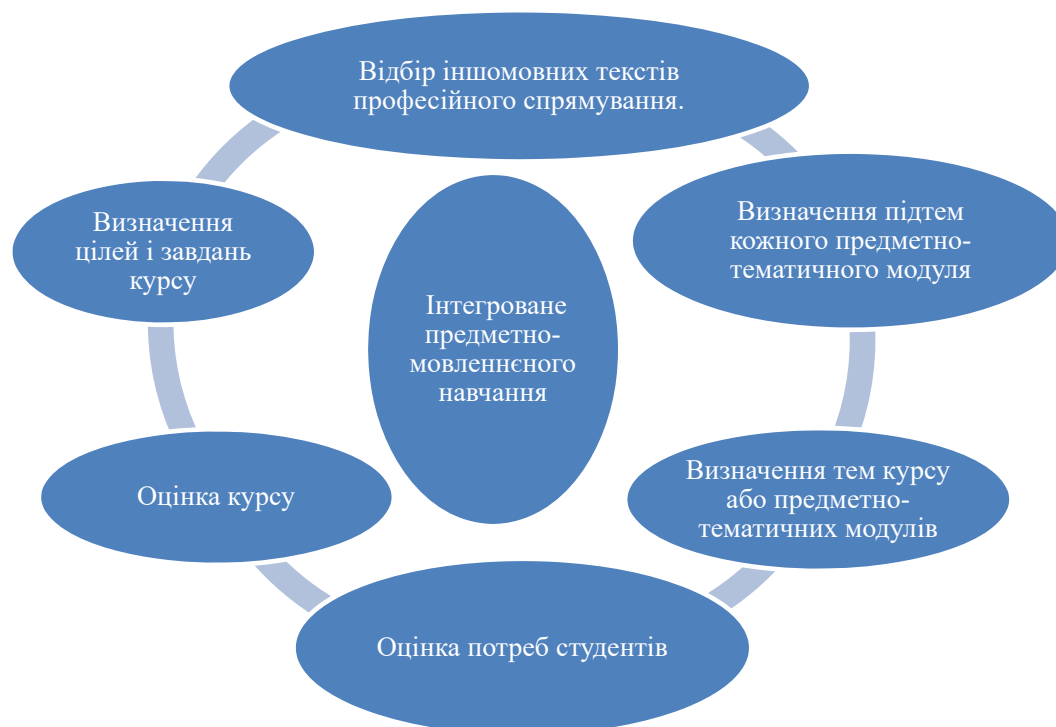 Відбір іншомовних текстів
професійного спрямування.
Визначення підтем
кожного предметно-
тематичного модуля
Визначення тем курсу
або предметно-
тематичних модулів
Оцінка потреб студентів
Оцінка курсу
Визначення
цілей і завдань
курсу
Інтегроване
предметно-
мовленнєного
навчання